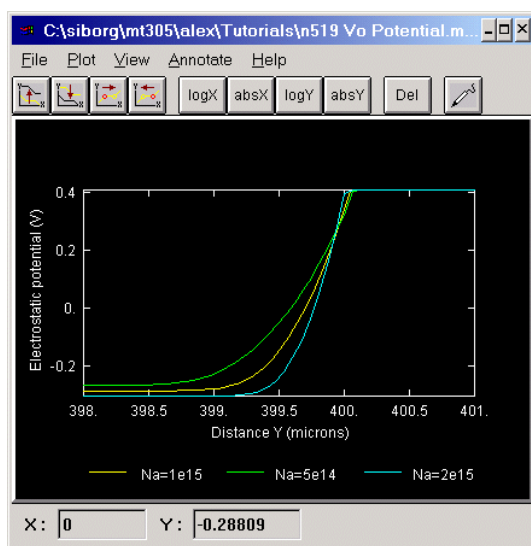 C:\siborg\mt305\alex\Tutorials\n519 Vo Potential.m...
File Plot View Annotate Help
logX absX logY absY Del
0.4
0.2
0.
-0.2
Electrostatic potential (V)
398. 398.5 399. 399.5 400. 400.5 401.
Distance Y (microns)
Na=1e15 Na=5e14 Na=2e15
X: 0 Y: -0.28809